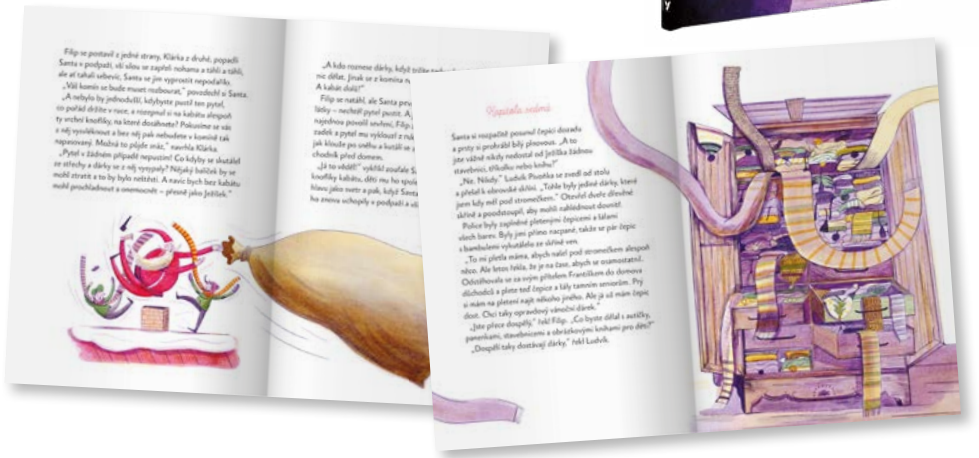 Filip se postavil z jedné strany, Klárka z druhé, popadli
Santu v podpaží, vší silou se zapřeli nohama a táhli a táhli,
ale ať tahali sebevíc, Santu se jim vyprostit nepodařilo.
„Váš komín se bude muset rozbourat,“ povzdechl si Santa.
„A nebylo by jednodušší, kdybyste pustil ten pytel,
co pořád držíte v ruce, a rozepnul si na kabátu alespoň
ty vrchní knoflíky, na které dosáhnete? Pokusíme se vás
z něj vysvléknout a bez něj pak nebudete v komíně tak
napasovaný. Možná to půjde snáz,“ navrhla Klárka.
„Pytel v žádném případě nepustím! Co kdyby se skutálel
ze střechy a dárky se z něj vysypaly? Nějaký balíček by se
mohl ztratit a to by bylo neštěstí. A navíc bych bez kabátu
mohl prochladnout a onemocnět – přesně jako Ježíšek.“
„A kdo roznese dárky, když
nic dělat. Jinak se z komína
A kabát dolů!“
Filip se natáhl, ale Santa
látky – nechtěl pytel pustit. A
najednou povolil sevření, Filip
zadek a pytel mu vyklouzl z
jak klouže po sněhu a kutálí se
chodník před domem.
„Já to věděl!“ vykřikl zoufale
knoflíky kabátu, děti mu ho
hlavu jako svetr a pak, když
ho znovu uchopily v podpaží a
Kapitola sedmá
Santa si rozpačitě posunul čepici dozadu
a prsty si prohrábl bílý plnovous. „A to
jste vážně nikdy nedostal od Ježíška žádnou
stavebnici, tříkolku nebo knihu?“
„Ne. Nikdy.“ Ludvík Pivoňka se zvedl od stolu
a přešel k obrovské skříni. „Tohle byly jediné dárky, které
jsem kdy měl pod stromečkem.“ Otevřel dveře dřevěné
skříně a poodstoupil, aby mohli nahlédnout dovnitř.
Police byly zaplněné pletenými čepicemi a šálami
všech barev. Byly jimi přímo nacpané, takže se pár čepic
s bambulemi vykutálelo ze skříně ven.
„To mi pletla máma, abych našel pod stromečkem alespoň
něco. Ale letos řekla, že je na čase, abych se osamostatnil.
Odstěhovala se za svým přítelem Františkem do domova
důchodců a plete teď čepice a šály tamním seniorům. Prý
si mám na pletení najít někoho jiného. Ale já už mám čepic
dost. Chci taky opravdový vánoční dárek.“
„Jste přece dospělý,“ řekl Filip. „Co byste dělal s autíčky,
panenkami, stavebnicemi a obrázkovými knihami pro děti?“
„Dospělí taky dostávají dárky,“ řekl Ludvík.